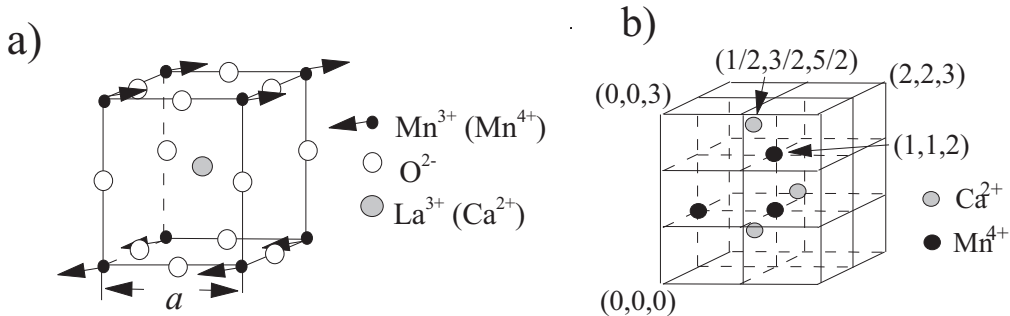 a)
Mn³⁺ (Mn⁴⁺)
O²⁻
La³⁺ (Ca²⁺)
a
b)
(1/2,3/2,5/2)
(0,0,3)
(2,2,3)
(1,1,2)
Ca²⁺
Mn⁴⁺
(0,0,0)